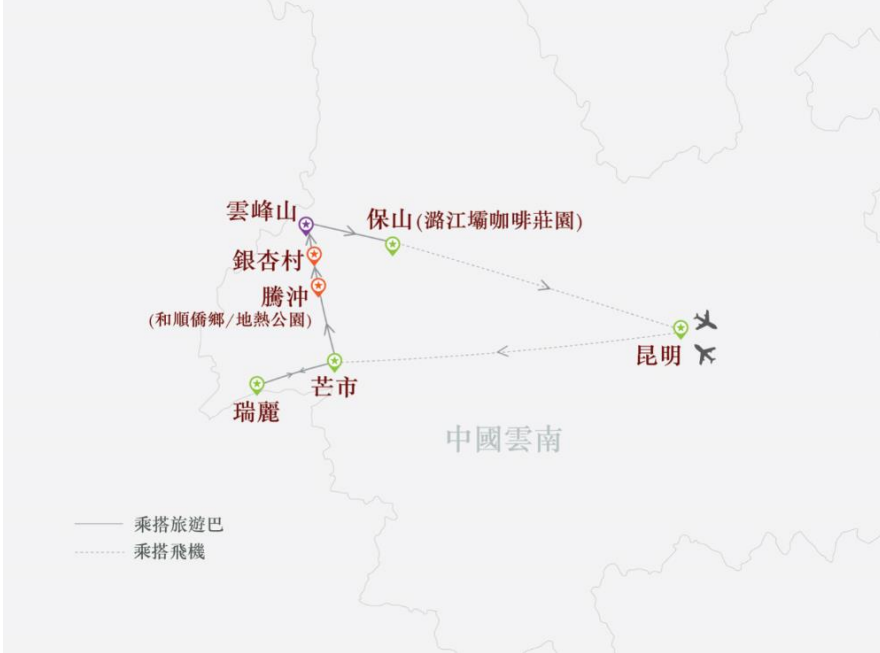 雲峰山
保山(潞江壩咖啡莊園)
銀杏村
騰沖
(和順僑鄉/地熱公園)
昆明
芒市
瑞麗
中國雲南
乘搭旅遊巴
乘搭飛機